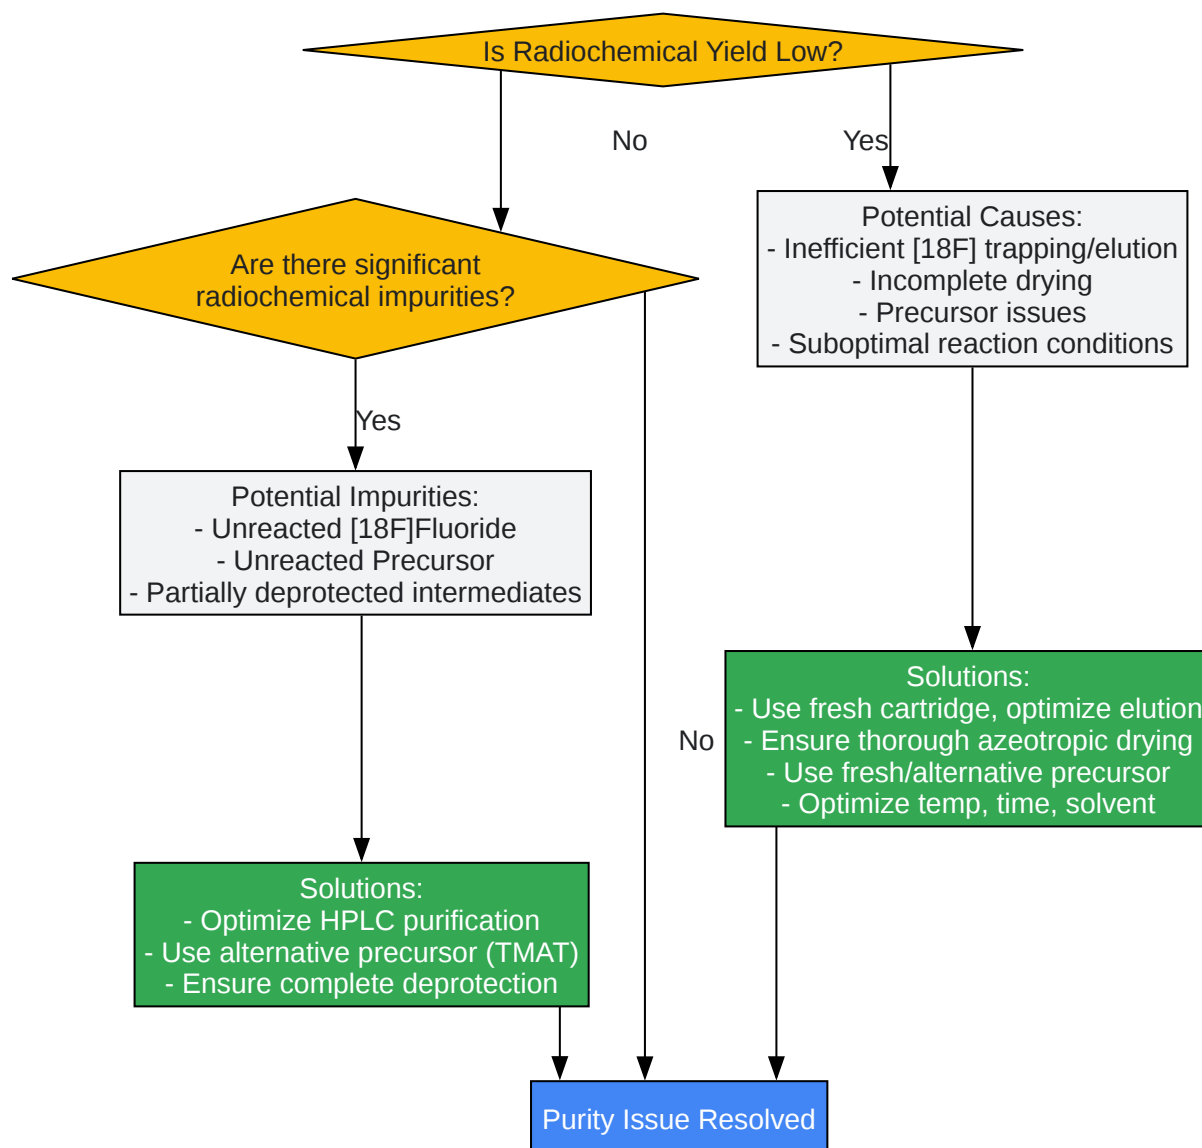 Is Radiochemical Yield Low?
No
Yes
Potential Causes:
- Inefficient [18F] trapping/elution
- Incomplete drying
- Precursor issues
- Suboptimal reaction conditions
Are there significant
radiochemical impurities?
Yes
Potential Impurities:
- Unreacted [18F]Fluoride
- Unreacted Precursor
- Partially deprotected intermediates
Solutions:
- Use fresh cartridge, optimize elution
- Ensure thorough azeotropic drying
- Use fresh/alternative precursor
- Optimize temp, time, solvent
No
Solutions:
- Optimize HPLC purification
- Use alternative precursor (TMAT)
- Ensure complete deprotection
Purity Issue Resolved